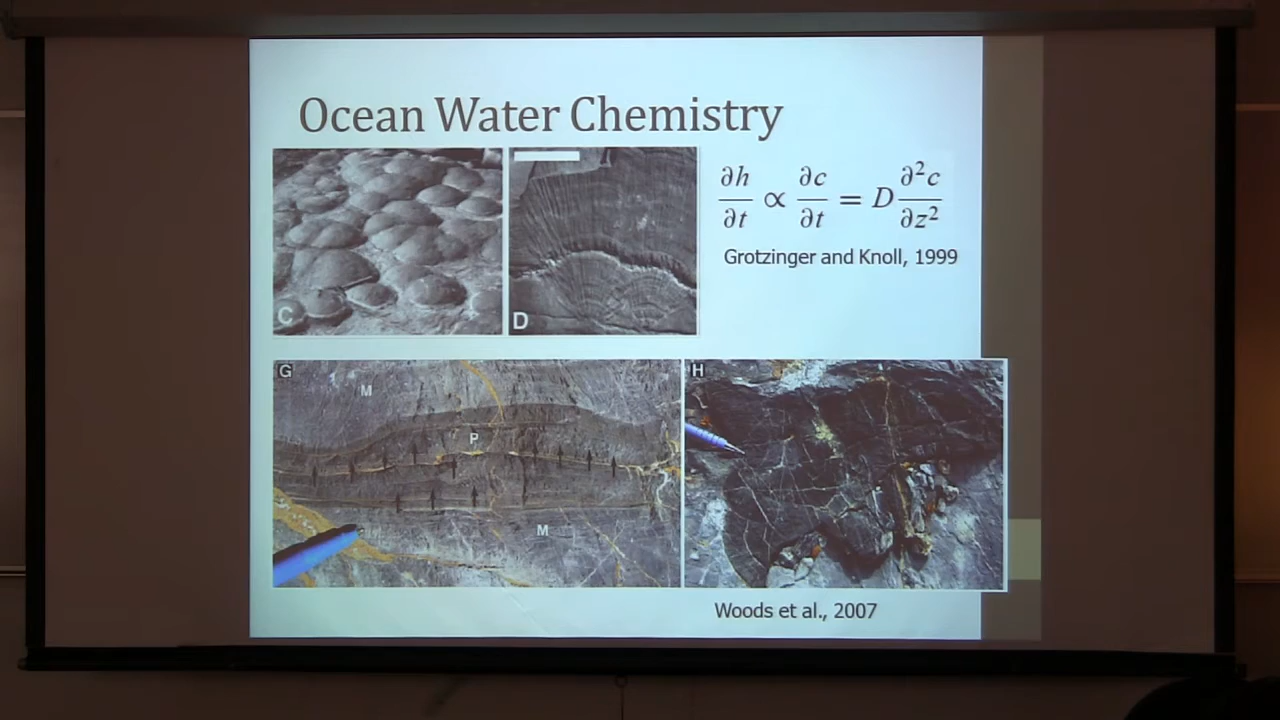 Ocean Water Chemistry
C
D
∂h/∂t ∝ ∂c/∂t = D ∂²c/∂z²
Grotzinger and Knoll, 1999
G
M
P
M
H
Woods et al., 2007